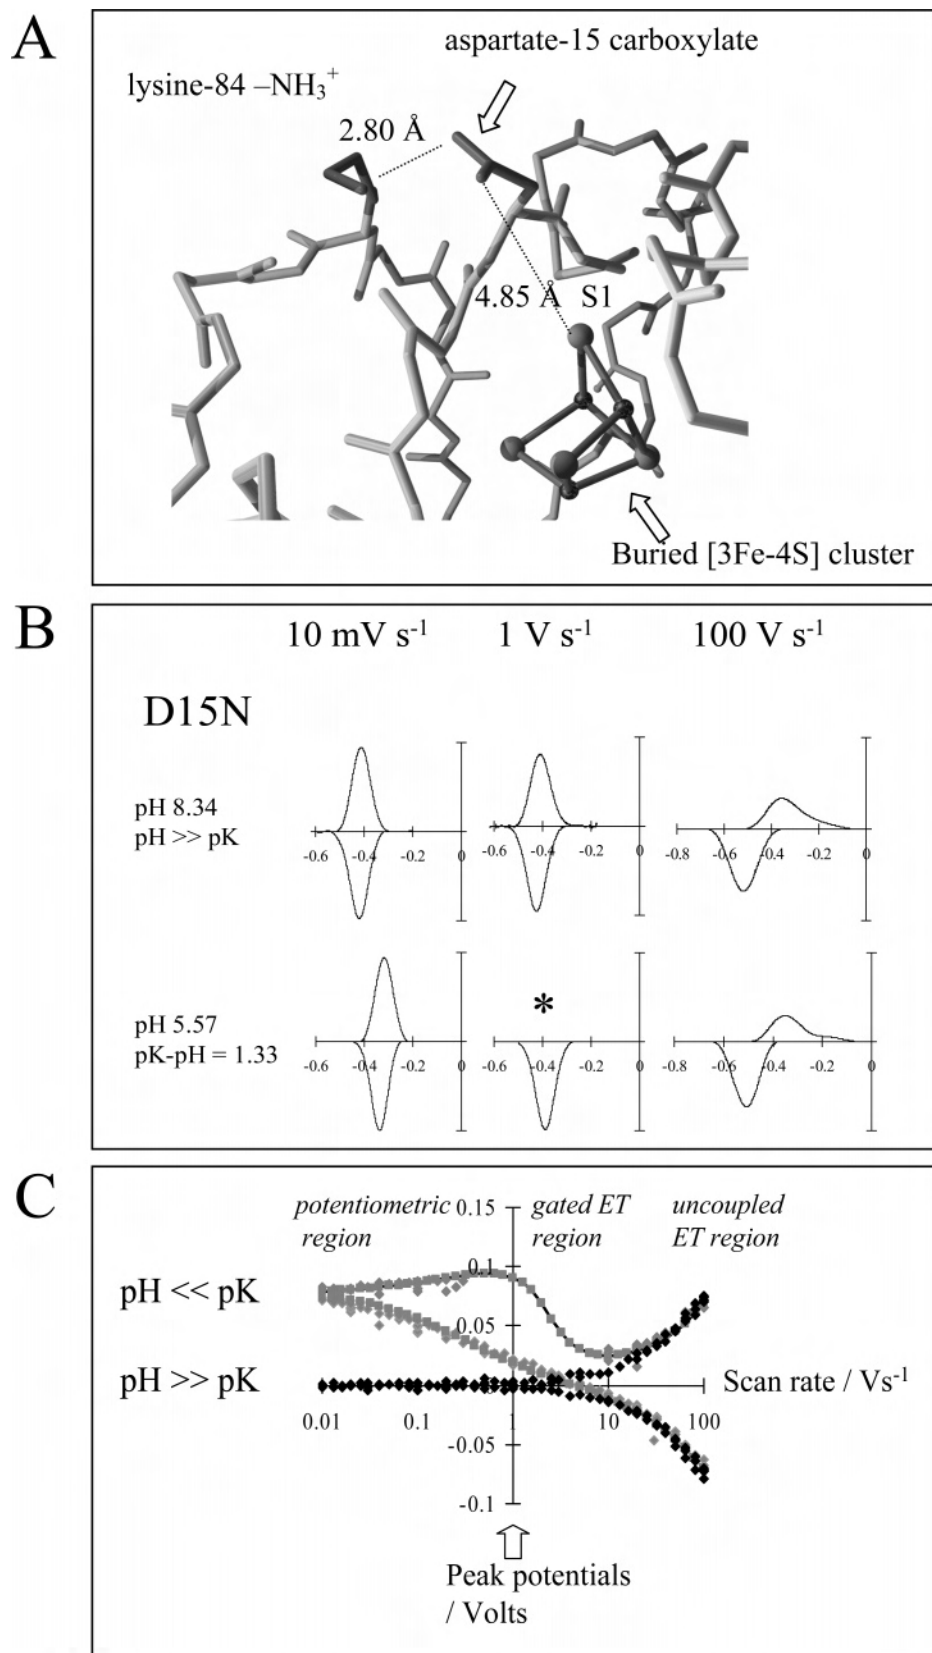 A
aspartate-15 carboxylate
lysine-84 –NH₃⁺
2.80 Å
4.85 Å S1
Buried [3Fe-4S] cluster
B
10 mV s⁻¹ 1 V s⁻¹ 100 V s⁻¹
D15N
pH 8.34
pH >> pK
-0.6 -0.4 -0.2 0 -0.6 -0.4 -0.2 0 -0.8 -0.6 -0.4 -0.2 0
*
pH 5.57
pK-pH = 1.33
-0.6 -0.4 -0.2 0 -0.6 -0.4 -0.2 0 -0.8 -0.6 -0.4 -0.2 0
C
potentiometric 0.15 gated ET uncoupled
region region ET region
0.1
pH << pK
0.05
pH >> pK
Scan rate / Vs⁻¹
0.01 0.1 1 10 100
-0.05
-0.1
Peak potentials
/ Volts